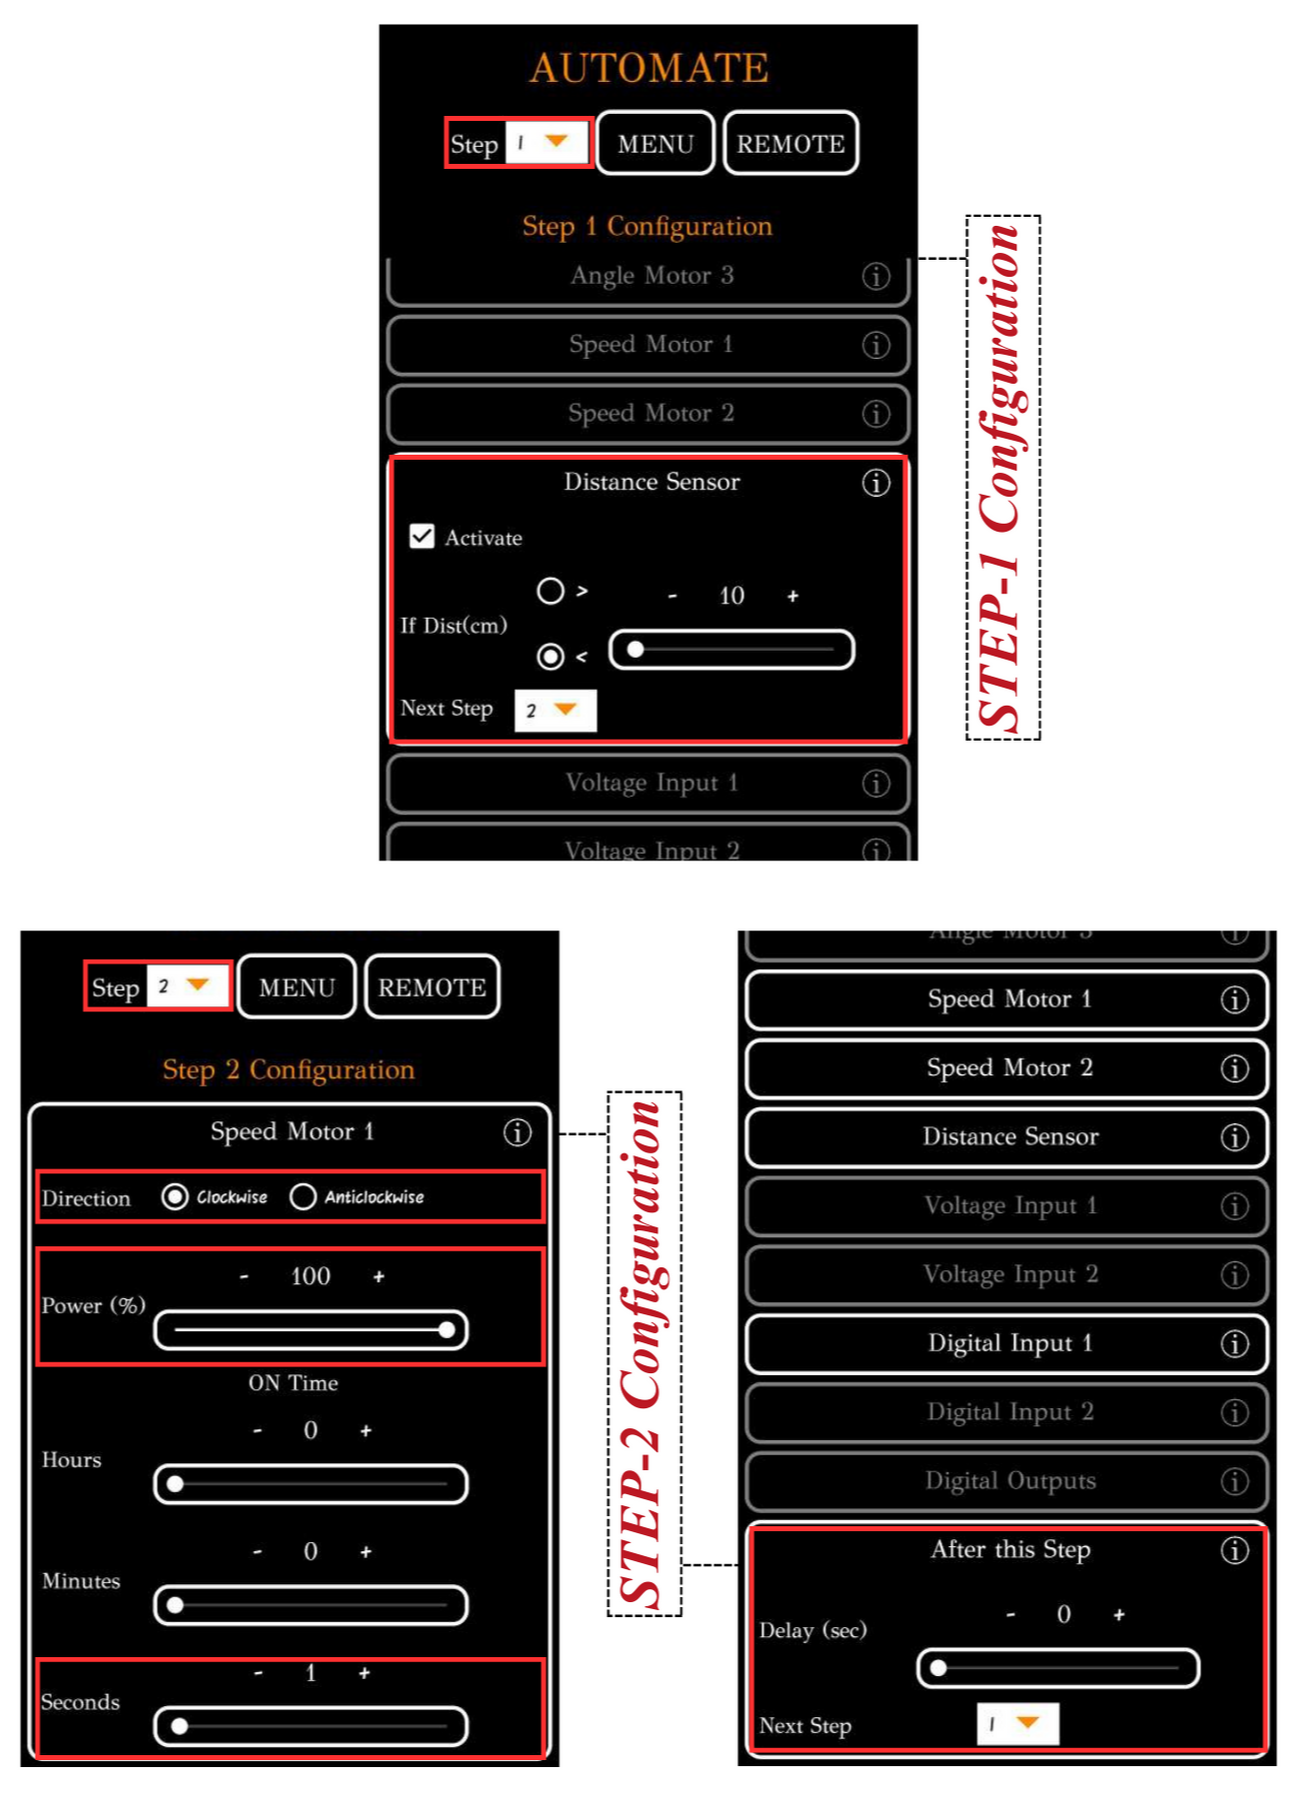 AUTOMATE
Step 1 MENU REMOTE
Step 1 Configuration
Angle Motor 3
Speed Motor 1
Speed Motor 2
Distance Sensor
Activate
> - 10 +
If Dist(cm)
<
Next Step 2
Voltage Input 1
Voltage Input 2
STEP-1 Configuration
Step 2 MENU REMOTE
Step 2 Configuration
Speed Motor 1
Direction Clockwise Anticlockwise
- 100 +
Power (%)
ON Time
- 0 +
Hours
- 0 +
Minutes
- 1 +
Seconds
STEP-2 Configuration
Angle Motor 3
Speed Motor 1
Speed Motor 2
Distance Sensor
Voltage Input 1
Voltage Input 2
Digital Input 1
Digital Input 2
Digital Outputs
After this Step
- 0 +
Delay (sec)
Next Step 1